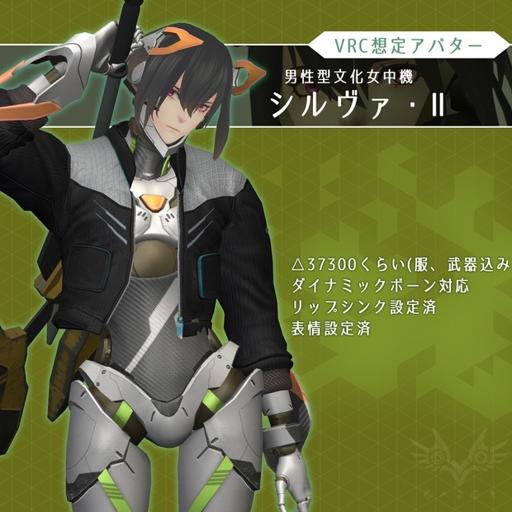 VRC想定アバター
男性型文化女中機
シルヴァ・II
△37300くらい(服、武器込み
ダイナミックボーン対応
リップシンク設定済
表情設定済